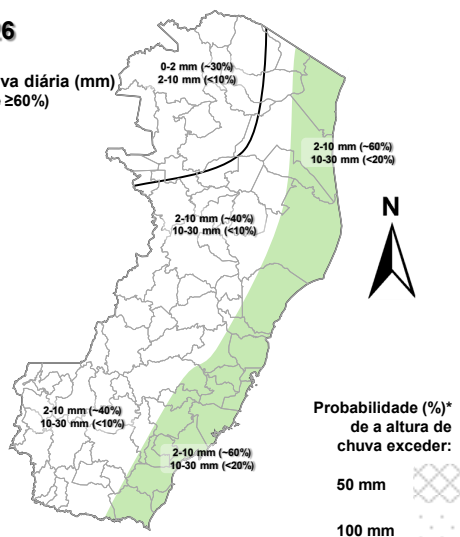 6
va diária (mm)
≥60%)
0-2 mm (~30%)
2-10 mm (<10%)
2-10 mm (~60%)
10-30 mm (<20%)
N
2-10 mm (~40%)
10-30 mm (<10%)
2-10 mm (~40%)
10-30 mm (<10%)
2-10 mm (~60%)
10-30 mm (<20%)
Probabilidade (%)*
de a altura de
chuva exceder:
50 mm
100 mm